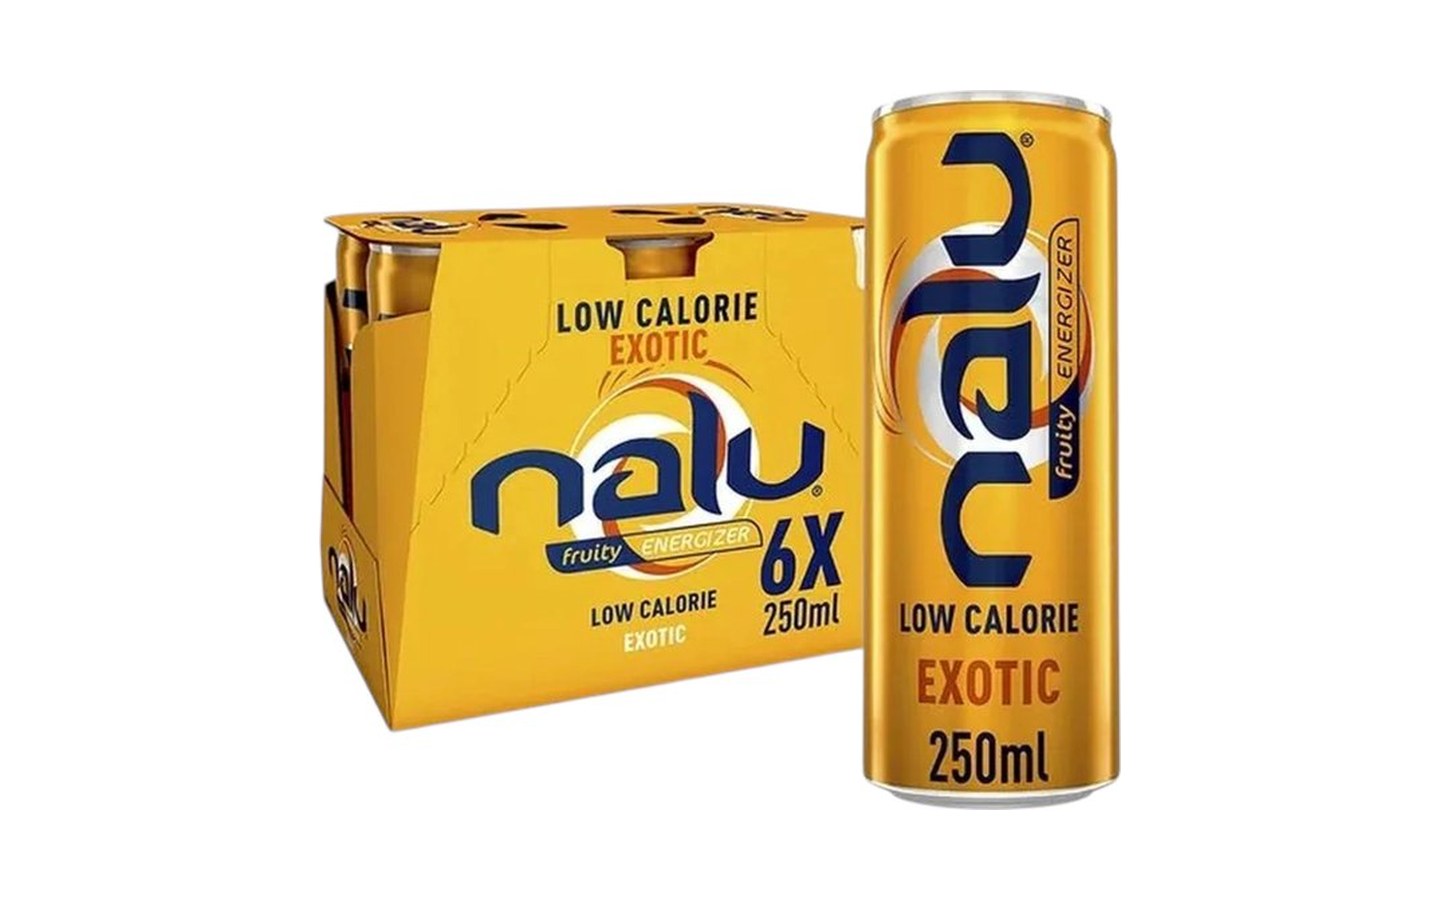 LOW CALORIE
EXOTIC
nalu®
fruity ENERGIZER
6X
250ml
LOW CALORIE
EXOTIC
nalu
nalu®
fruity ENERGIZER
LOW CALORIE
EXOTIC
250ml